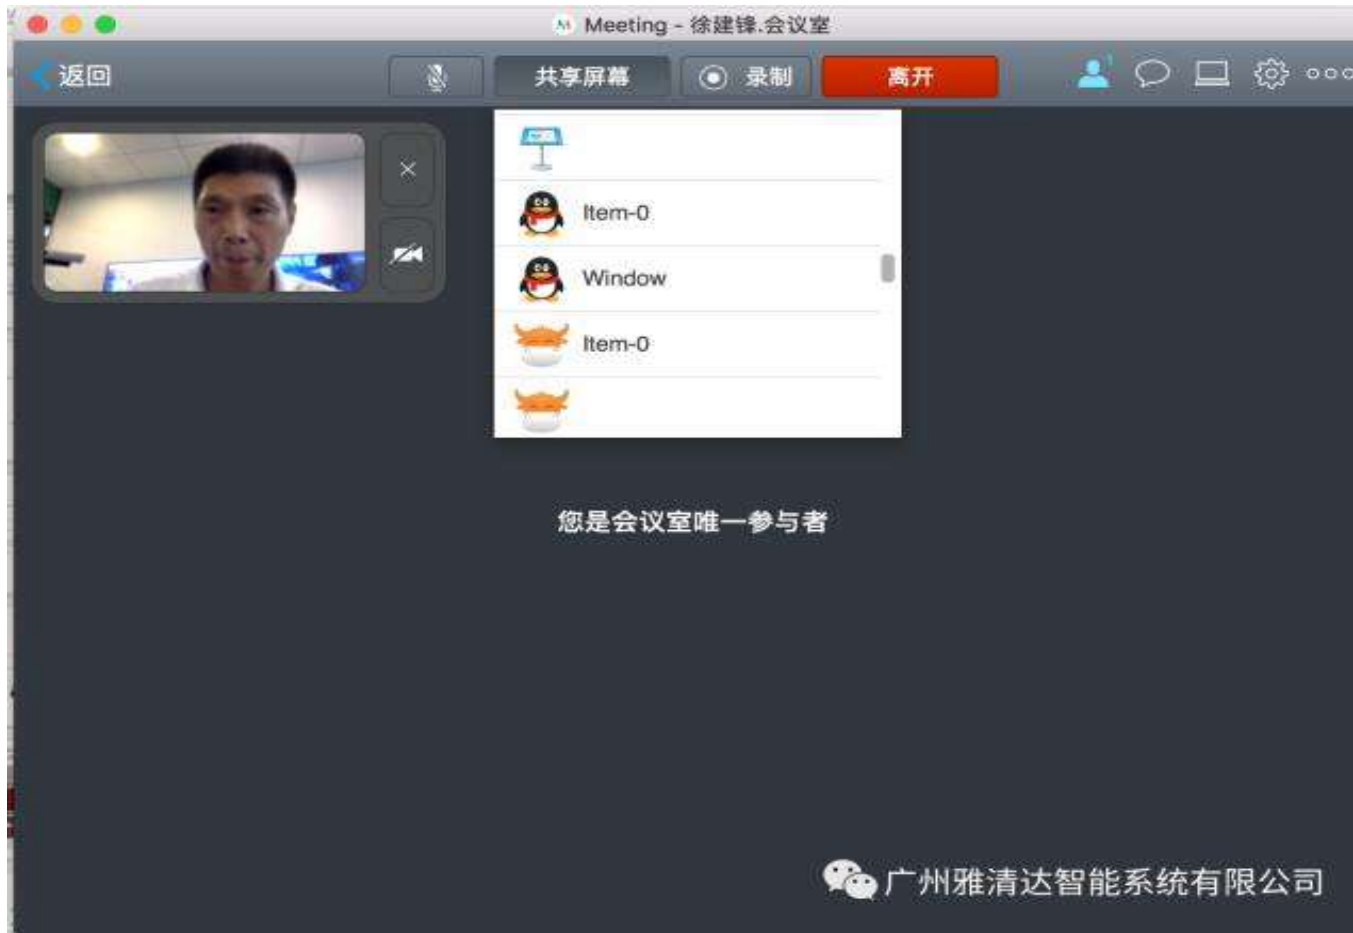 Meeting - 徐建锋.会议室
返回
共享屏幕
录制
离开
1
Item-0
Window
Item-0
您是会议室唯一参与者
广州雅清达智能系统有限公司